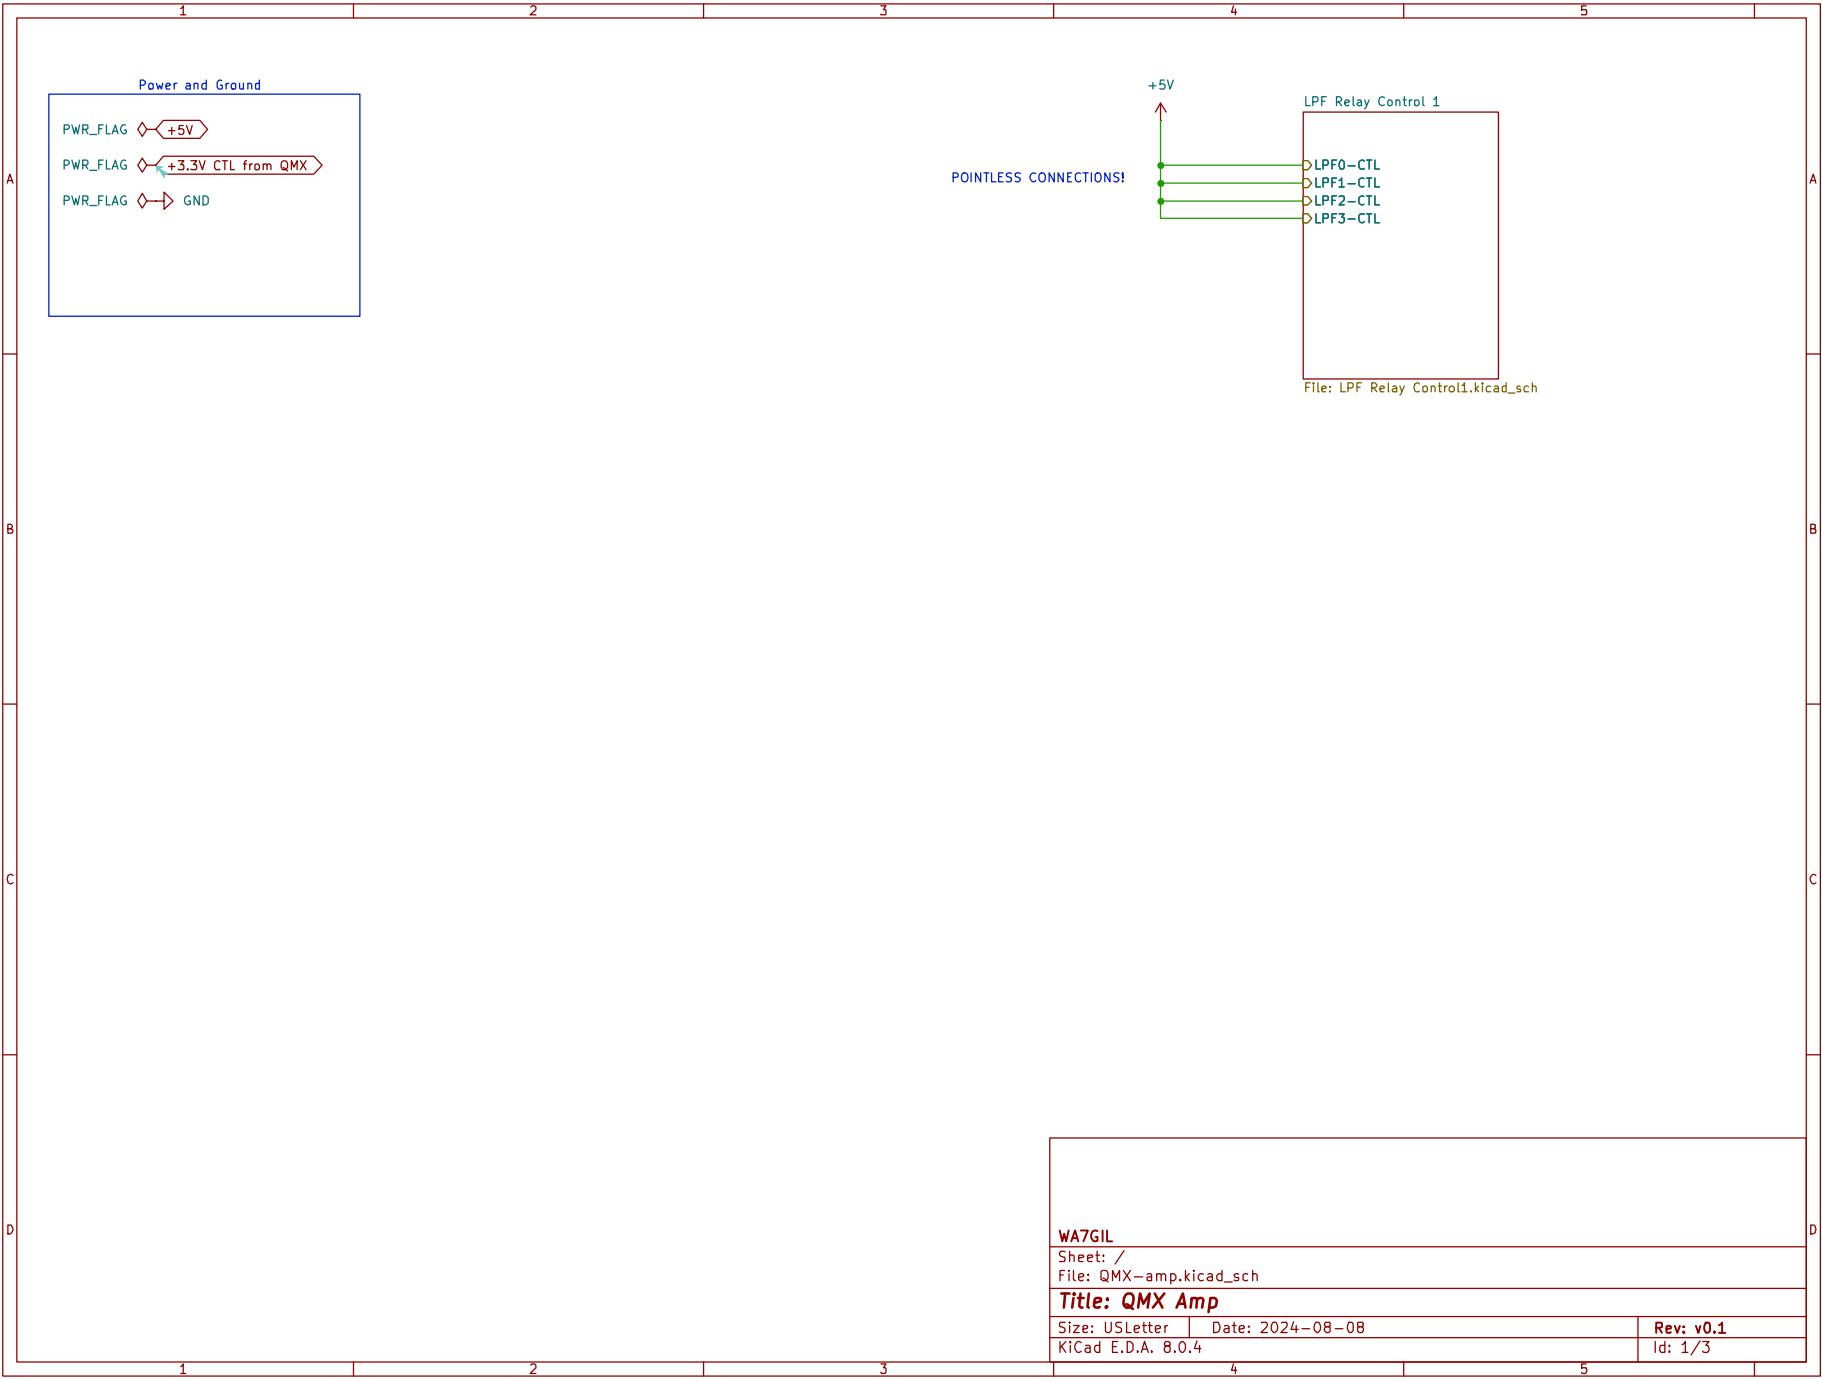 1 2 3 4 5
Power and Ground
PWR_FLAG +5V
PWR_FLAG +3.3V CTL from QMX
PWR_FLAG GND
+5V
LPF Relay Control 1
POINTLESS CONNECTIONS!
LPF0-CTL
LPF1-CTL
LPF2-CTL
LPF3-CTL
File: LPF Relay Control1.kicad_sch
A A
B B
C C
D D
WA7GIL
Sheet: /
File: QMX-amp.kicad_sch
Title: QMX Amp
Size: USLetter Date: 2024-08-08 Rev: v0.1
KiCad E.D.A. 8.0.4 Id: 1/3
1 2 3 4 5